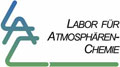 LABOR FÜR
ATMOSPHÄREN-
CHEMIE